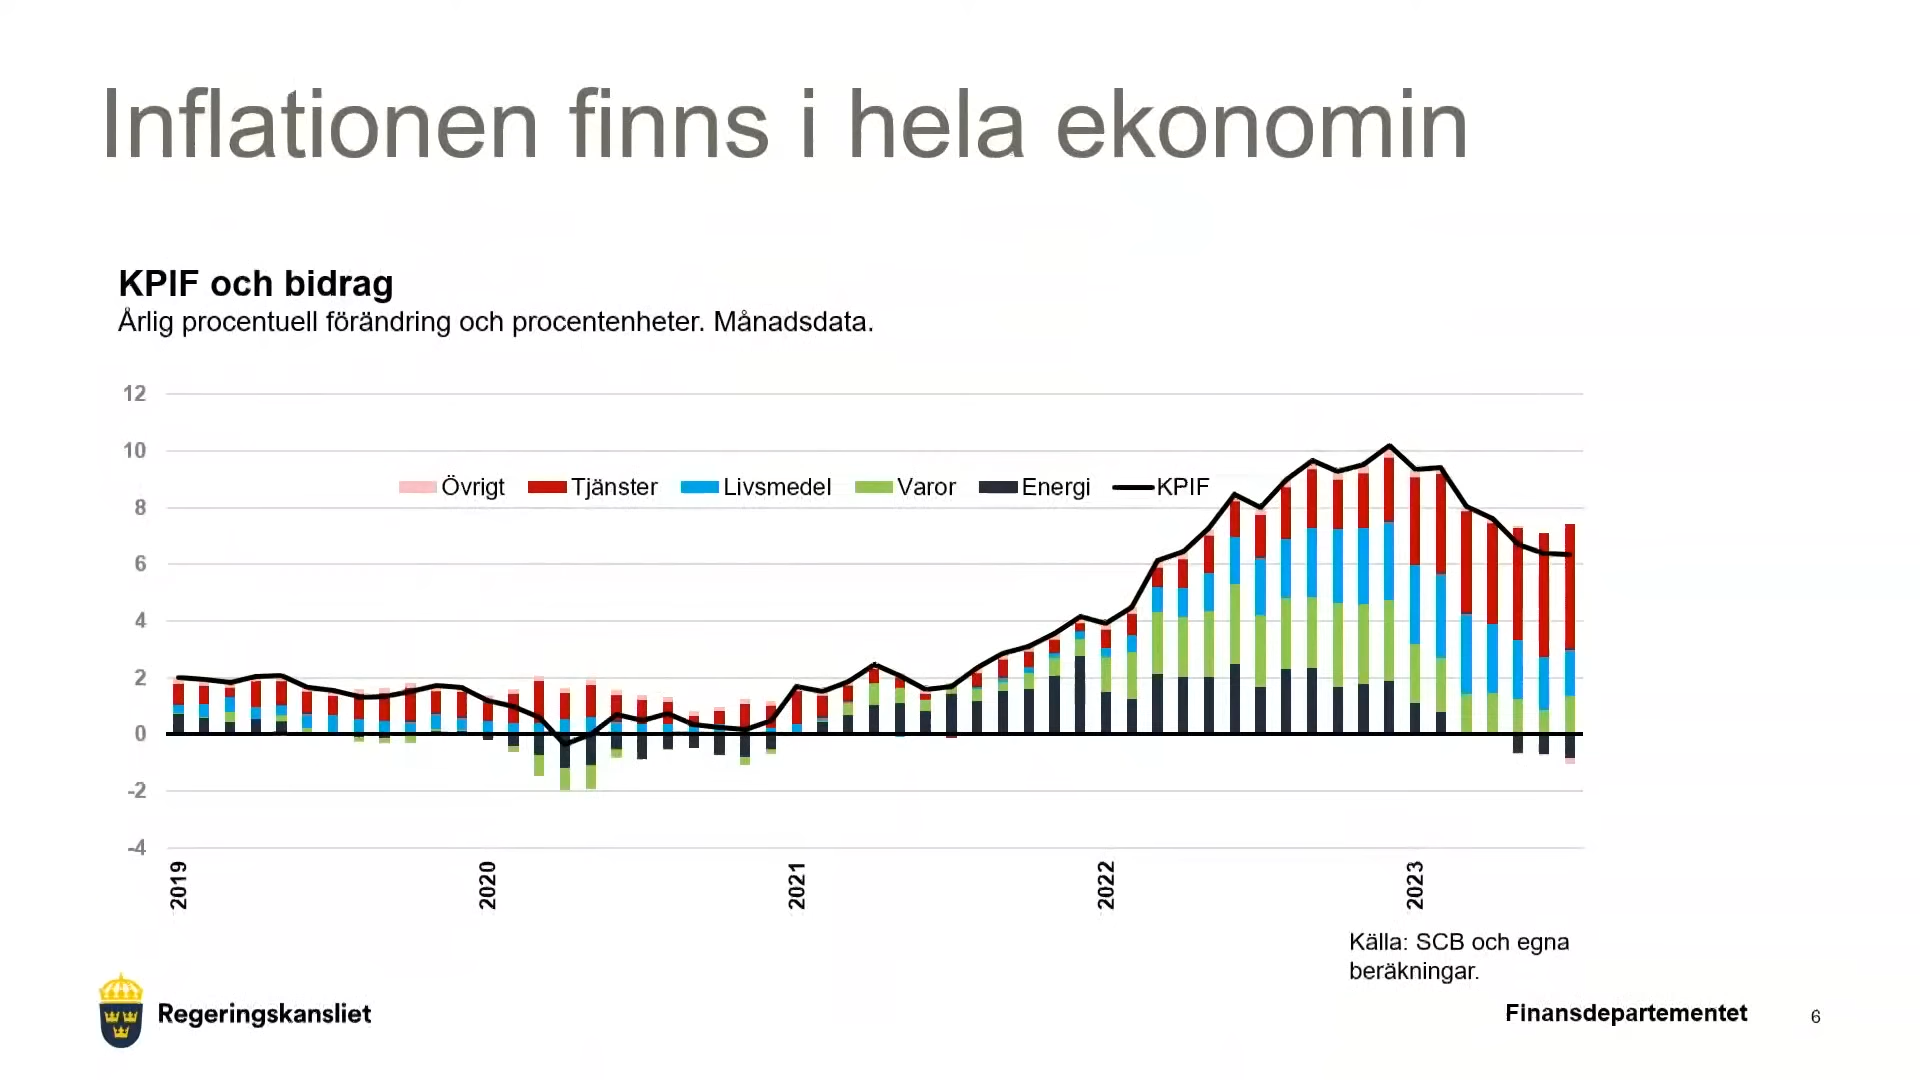 Inflationen finns i hela ekonomin
KPIF och bidrag
Årlig procentuell förändring och procentenheter. Månadsdata.
12
10
Övrigt Tjänster Livsmedel Varor Energi KPIF
8
6
4
2
0
-2
-4
2019 2020 2021 2022 2023
Källa: SCB och egna
beräkningar.
Regeringskansliet
Finansdepartementet 6